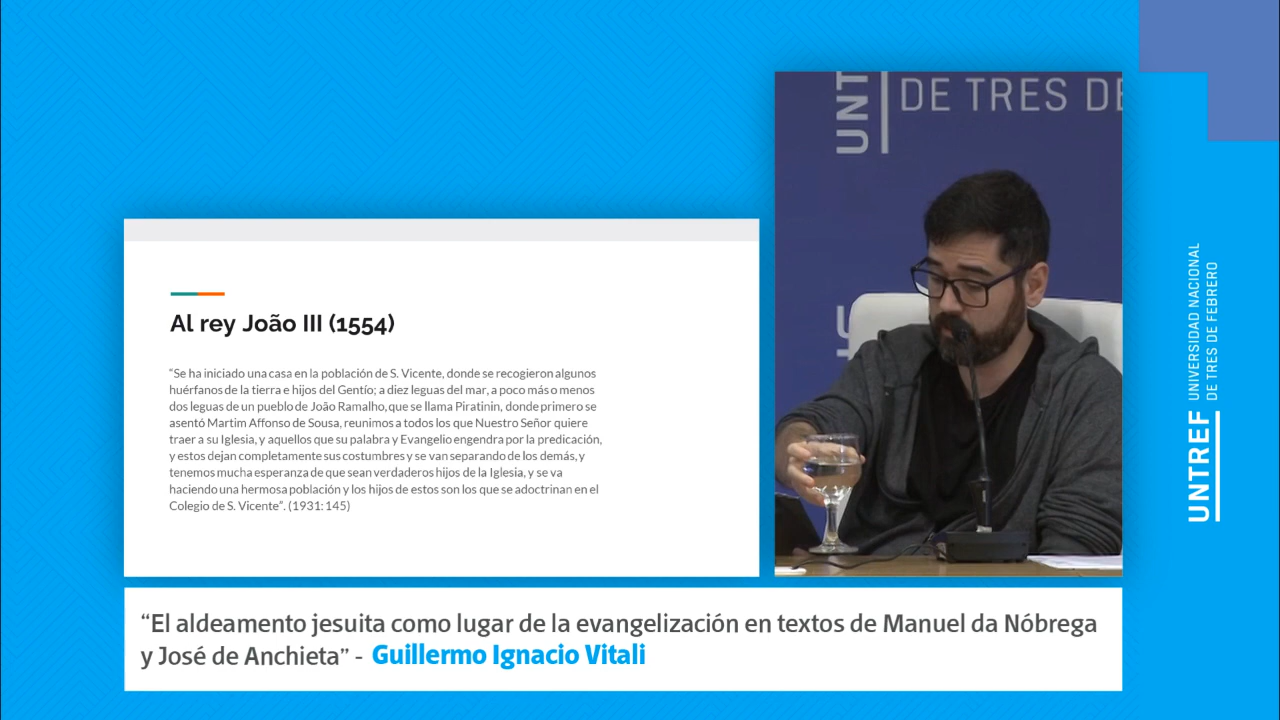 UNT
DE TRES DE
Al rey João III (1554)
“Se ha iniciado una casa en la población de S. Vicente, donde se recogieron algunos
huérfanos de la tierra e hijos del Gentío; a diez leguas del mar, a poco más o menos
dos leguas de un pueblo de João Ramalho, que se llama Piratinin, donde primero se
asentó Martim Affonso de Sousa, reunimos a todos los que Nuestro Señor quiere
traer a su Iglesia, y aquellos que su palabra y Evangelio engendra por la predicación,
y estos dejan completamente sus costumbres y se van separando de los demás, y
tenemos mucha esperanza de que sean verdaderos hijos de la Iglesia, y se va
haciendo una hermosa población y los hijos de estos son los que se adoctrinan en el
Colegio de S. Vicente”. (1931: 145)
UNTREF
UNIVERSIDAD NACIONAL
DE TRES DE FEBRERO
“El aldeamento jesuita como lugar de la evangelización en textos de Manuel da Nóbrega
y José de Anchieta” - Guillermo Ignacio Vitali